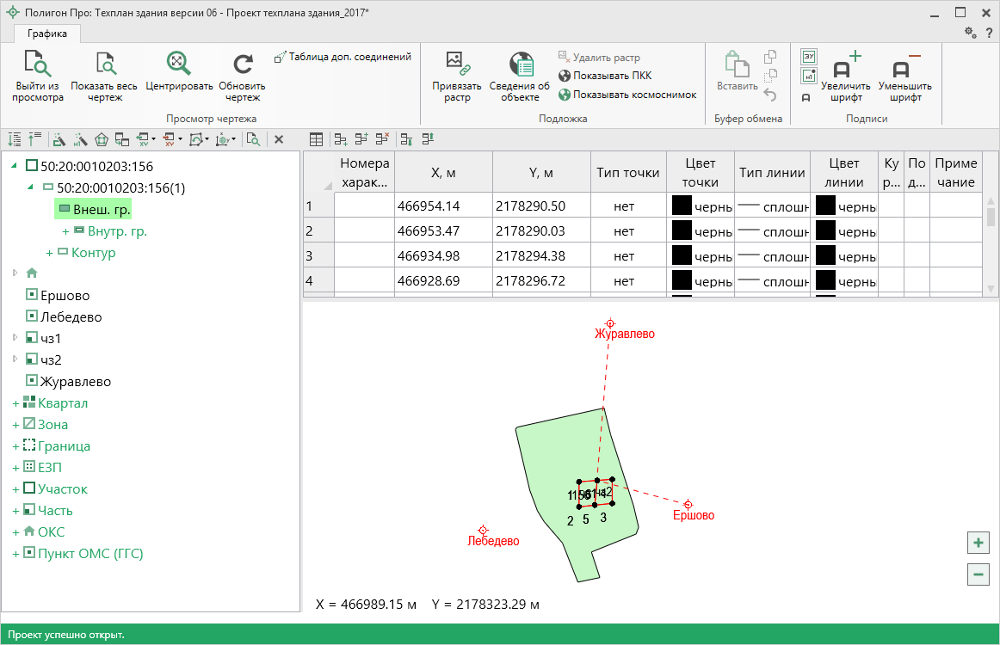 Полигон Про: Техплан здания версии 06 - Проект техплана здания_2017*
Графика
?
Выйти из просмотра
Показать весь чертеж
Центрировать
Обновить чертеж
Таблица доп. соединений
Просмотр чертежа
Привязать растр
Сведения об объекте
Удалить растр
Показывать ПКК
Показывать космоснимок
Подложка
Вставить
Буфер обмена
Увеличить шрифт
Уменьшить шрифт
Подписи
50:20:0010203:156
50:20:0010203:156(1)
Внеш. гр.
+ Внутр. гр.
+ Контур
Ершово
Лебедево
чз1
чз2
Журавлево
+ Квартал
+ Зона
+ Граница
+ ЕЗП
+ Участок
+ Часть
+ ОКС
+ Пункт ОМС (ГГС)
Номера харак... X, м Y, м Тип точки Цвет точки Тип линии Цвет линии Ку р... По д... Приме чание
1 466954.14 2178290.50 нет черны сплошн черны
2 466953.47 2178290.03 нет черны сплошн черны
3 466934.98 2178294.38 нет черны сплошн черны
4 466928.69 2178296.72 нет черны сплошн черны
Журавлево
2 5 3
Ершово
Лебедево
X = 466989.15 м Y = 2178323.29 м
Проект успешно открыт.